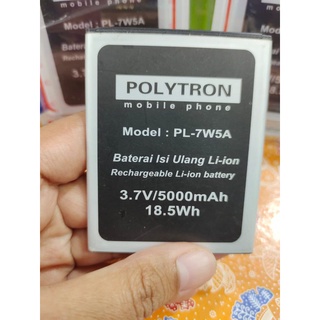 POLYTRON
mobile phone
Model : PL-7W5A
Baterai Isi Ulang Li-ion
Rechargeable Li-ion battery
3.7V/5000mAh
18.5Wh